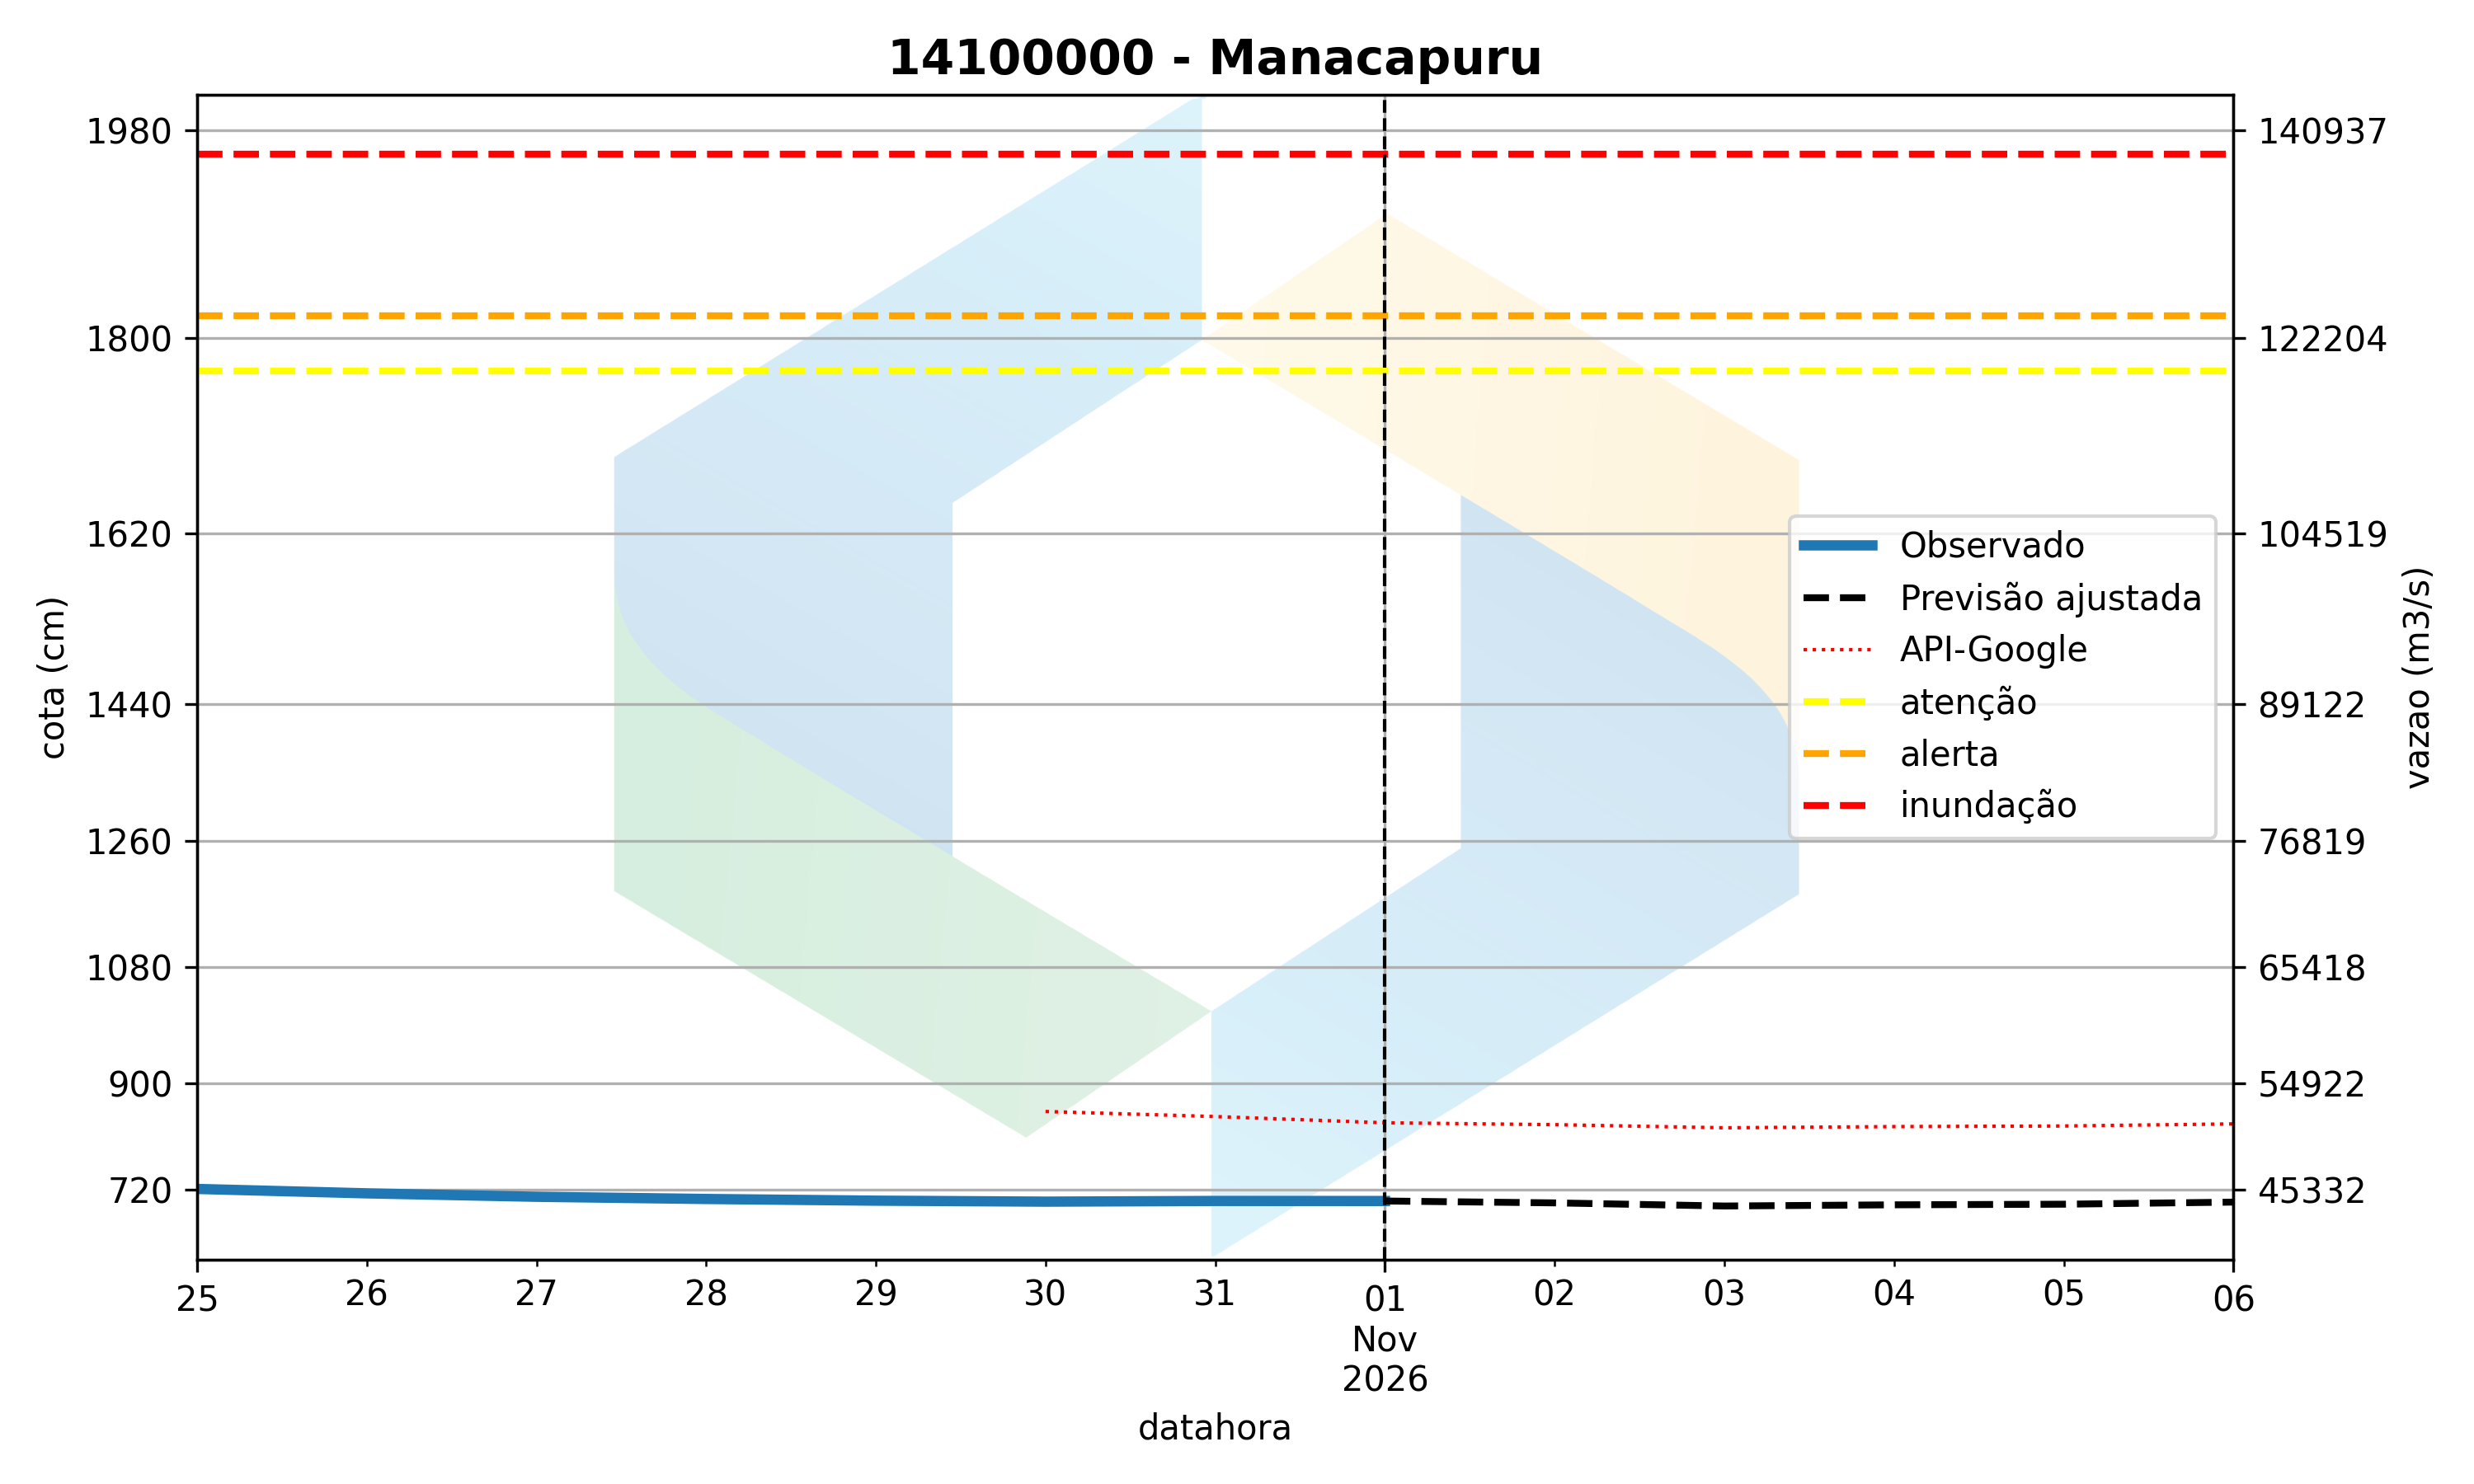 14100000 - Manacapuru
1980
1800
1620
1440
1260
1080
900
720
cota (cm)
140937
122204
104519
89122
76819
65418
54922
45332
vazao (m3/s)
Observado
Previsão ajustada
API-Google
atenção
alerta
inundação
25 26 27 28 29 30 31 01 02 03 04 05 06
Nov
2026
datahora